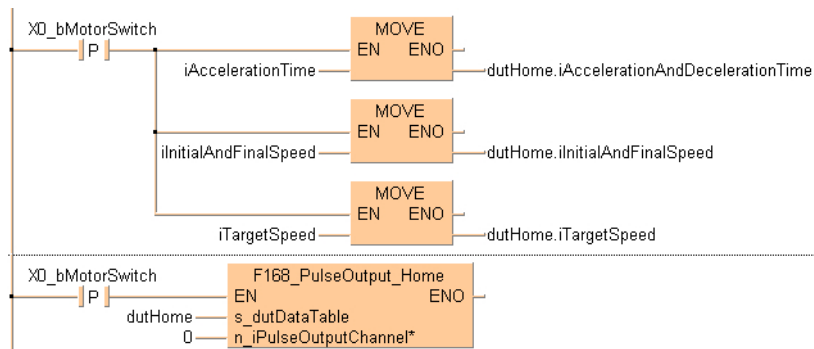 X0_bMotorSwitch
P
MOVE
EN ENO
iAccelerationTime
dutHome.iAccelerationAndDecelerationTime
MOVE
EN ENO
iInitialAndFinalSpeed
dutHome.iInitialAndFinalSpeed
MOVE
EN ENO
iTargetSpeed
dutHome.iTargetSpeed
X0_bMotorSwitch
P
F168_PulseOutput_Home
EN ENO
dutHome s_dutDataTable
0 n_iPulseOutputChannel*